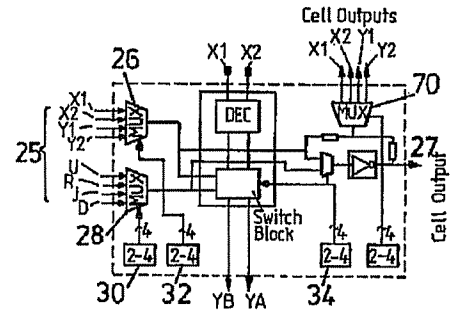 Cell Outputs
X1 X2 Y1 Y2
X1 X2
26
70
DEC
MUX
X1
X2
Y1
Y2
MUX
25
27
Cell Output
U
R
J
D
MUX
28
Switch
Block
4 4 4 4
2-4 2-4 2-4 2-4
30 32 34
YB YA